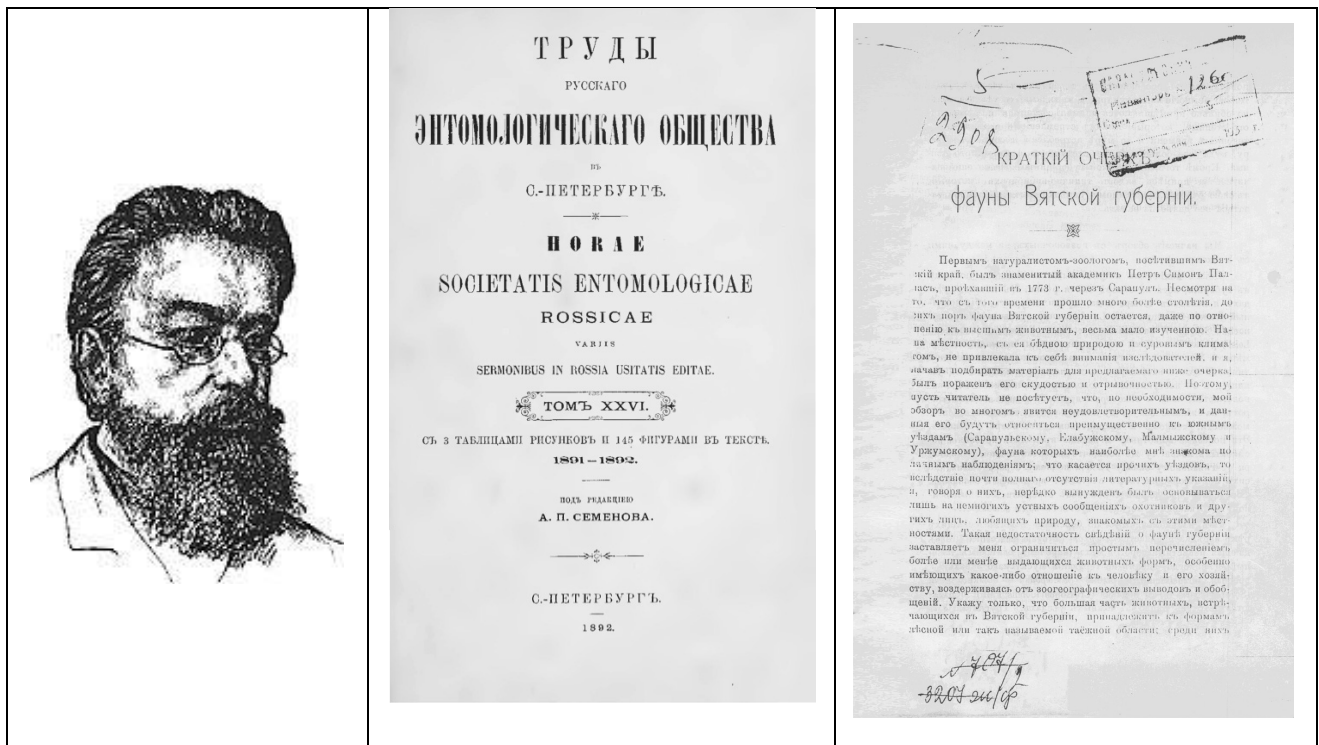 ТРУДЫ
РУССКАГО
ЭНТОМОЛОГИЧЕСКАГО ОБЩЕСТВА
въ
С.-ПЕТЕРБУРГѢ.
HORAE
SOCIETATIS ENTOMOLOGICAE
ROSSICAE
VARIIS
SERMONIBUS IN ROSSIA USITATIS EDITAE.
ТОМЪ XXVI.
СЪ 3 ТАБЛИЦАМИ РИСУНКОВЪ И 145 ФИГУРАМИ ВЪ ТЕКСТѢ.
1891—1892.
ПОДЪ РЕДАКЦІЕЮ
А. П. СЕМЕНОВА.
С.-ПЕТЕРБУРГЪ.
1892.
5
2908
126
КРАТКІЙ ОЧЕРКЪ
фауны Вятской губерніи.
Первымъ натуралистомъ-зоологомъ, посѣтившимъ Вят-
скій край, былъ знаменитый академикъ Петръ Симонъ Пал-
ласъ, проѣхавшій въ 1773 г. черезъ Сарапулъ. Несмотря на
то, что съ того времени прошло много болѣе столѣтія, до
сихъ поръ фауна Вятской губерніи остается, даже по отно-
шенію къ высшимъ животнымъ, весьма мало изученною. На-
ша мѣстность, съ ея бѣдною природою и суровымъ клима-
томъ, не привлекала къ себѣ вниманія изслѣдователей, и я,
начавъ подбирать матеріалъ для предлагаемаго ниже очерка,
былъ пораженъ его скудостью и отрывочностью. Поэтому,
пусть читатель не посѣтуетъ, что, по необходимости, мой
обзоръ во многомъ явится неудовлетворительнымъ, и дан-
ныя его будутъ относиться преимущественно къ южнымъ
уѣздамъ (Сарапульскому, Елабужскому, Малмыжскому и
Уржумскому), фауна которыхъ наиболѣе мнѣ знакома по
личнымъ наблюденіямъ; что касается прочихъ уѣздовъ, то
вслѣдствіе почти полнаго отсутствія литературныхъ указаній,
я, говоря о нихъ, нерѣдко вынужденъ былъ основываться
лишь на немногихъ устныхъ сообщеніяхъ охотниковъ и дру-
гихъ лицъ, любящихъ природу, знакомыхъ съ этими мѣст-
ностями. Такая недостаточность свѣдѣній о фаунѣ губерніи
заставляетъ меня ограничиться простымъ перечисленіемъ
болѣе или менѣе выдающихся животныхъ формъ, особенно
имѣющихъ какое-либо отношеніе къ человѣку и его хозяй-
ству, воздерживаясь отъ зоогеографическихъ выводовъ и обоб-
щеній. Укажу только, что большая часть животныхъ, встрѣ-
чающихся въ Вятской губерніи, принадлежитъ къ формамъ
лѣсной или такъ называемой таёжной области; среди нихъ